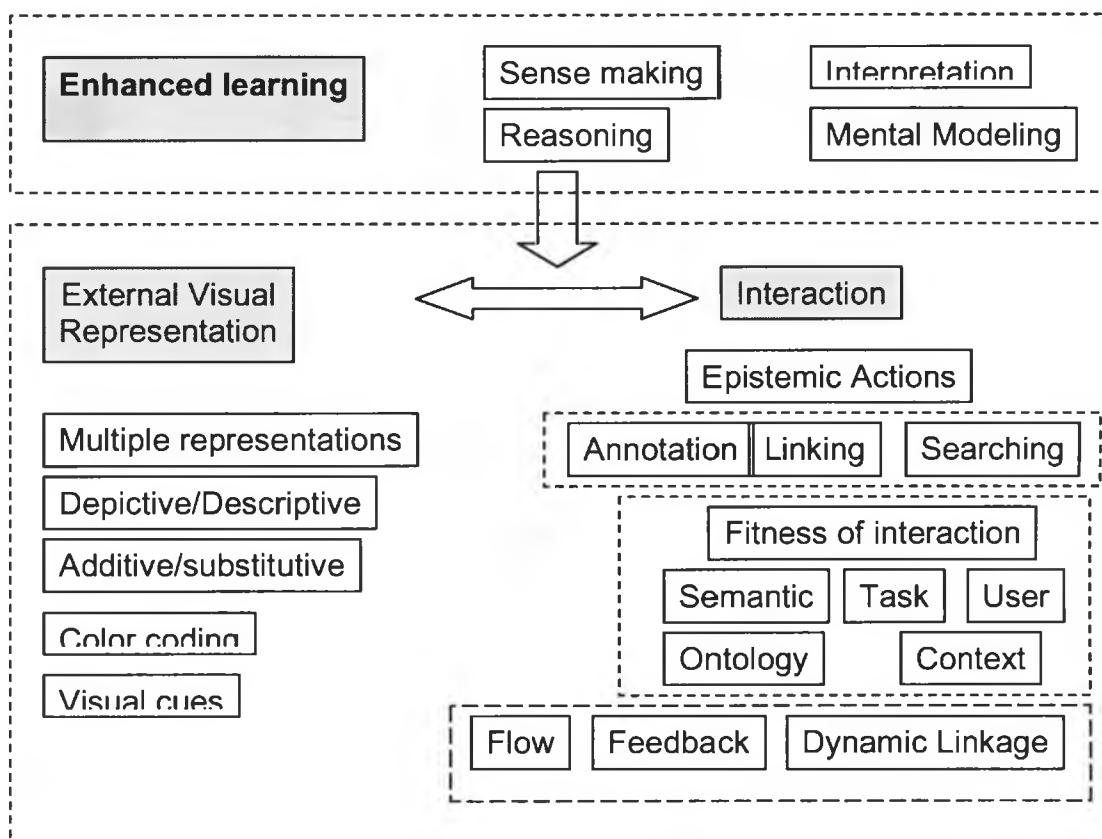 Enhanced learning
Sense making
Interpretation
Reasoning
Mental Modeling
External Visual
Representation
Interaction
Epistemic Actions
Multiple representations
Annotation
Linking
Searching
Depictive/Descriptive
Fitness of interaction
Additive/substitutive
Semantic
Task
User
Color coding
Ontology
Context
Visual cues
Flow
Feedback
Dynamic Linkage